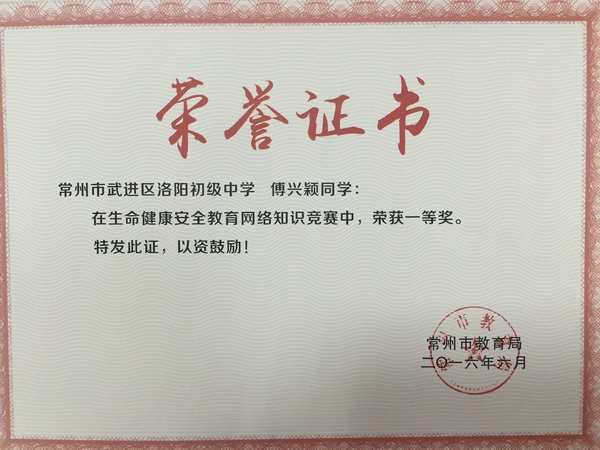 荣誉证书
常州市武进区洛阳初级中学 傅兴颖同学：
在生命健康安全教育网络知识竞赛中，荣获一等奖。
特发此证，以资鼓励！
常州市教育局
二〇一六年六月